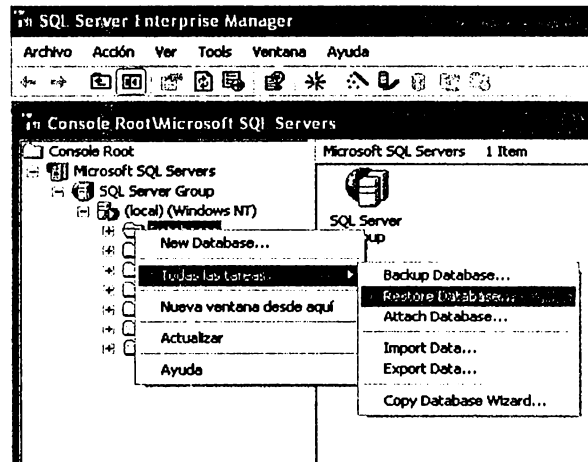 SQL Server Enterprise Manager
Archivo Acción Ver Tools Ventana Ayuda
Console Root\Microsoft SQL Servers
Console Root
Microsoft SQL Servers
SQL Server Group
(local) (Windows NT)
Microsoft SQL Servers 1 Item
SQL Server
New Database...
Todas las tareas
Nueva ventana desde aquí
Actualizar
Ayuda
Backup Database...
Restore Database...
Attach Database...
Import Data...
Export Data...
Copy Database Wizard...